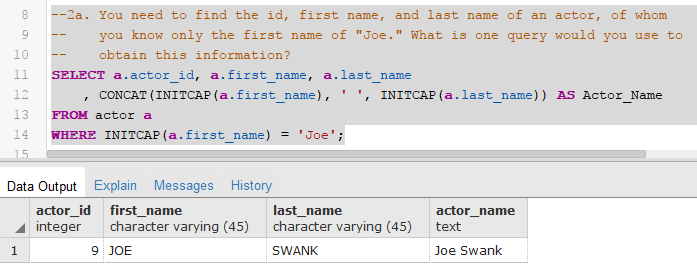 8 --2a. You need to find the id, first name, and last name of an actor, of whom
9 -- you know only the first name of "Joe." What is one query would you use to
10 -- obtain this information?
11 SELECT a.actor_id, a.first_name, a.last_name
12 , CONCAT(INITCAP(a.first_name), ' ', INITCAP(a.last_name)) AS Actor_Name
13 FROM actor a
14 WHERE INITCAP(a.first_name) = 'Joe';
15
Data Output Explain Messages History
actor_id first_name last_name actor_name
integer character varying (45) character varying (45) text
1 9 JOE SWANK Joe Swank